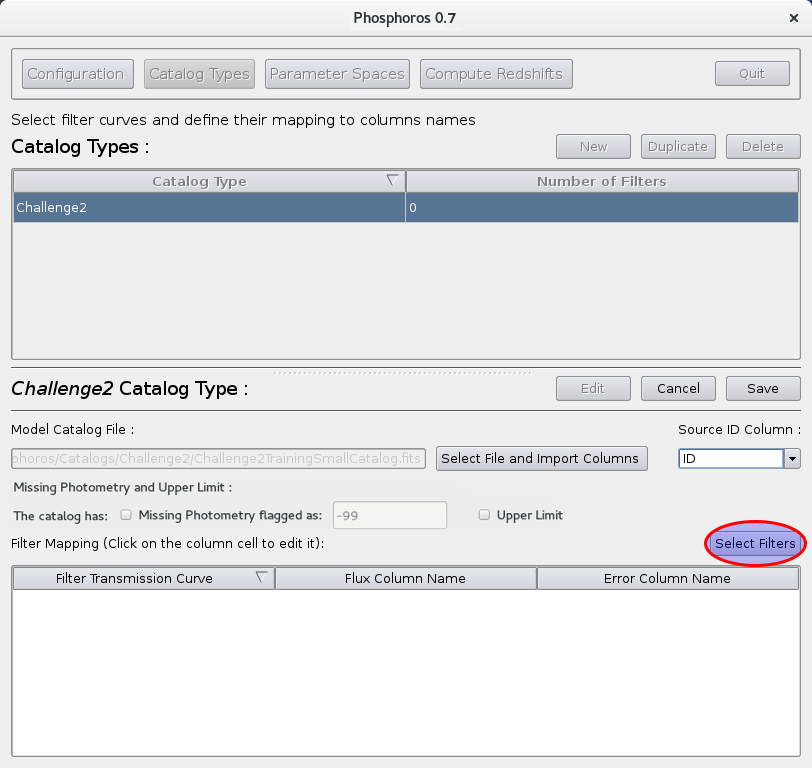 Phosphoros 0.7
Configuration Catalog Types Parameter Spaces Compute Redshifts Quit
Select filter curves and define their mapping to columns names
Catalog Types : New Duplicate Delete
Catalog Type Number of Filters
Challenge2 0
Challenge2 Catalog Type : Edit Cancel Save
Model Catalog File : Source ID Column :
phoros/Catalogs/Challenge2/Challenge2TrainingSmallCatalog.fits Select File and Import Columns ID
Missing Photometry and Upper Limit :
The catalog has: Missing Photometry flagged as: -99 Upper Limit
Filter Mapping (Click on the column cell to edit it): Select Filters
Filter Transmission Curve Flux Column Name Error Column Name